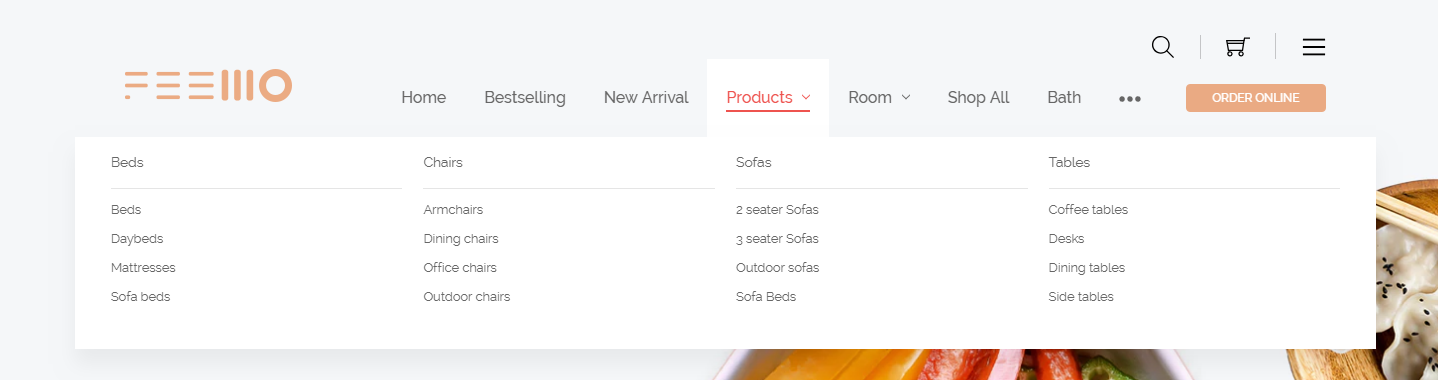 FEEMO
Home Bestselling New Arrival Products Room Shop All Bath ORDER ONLINE
Beds Chairs Sofas Tables
Beds Armchairs 2 seater Sofas Coffee tables
Daybeds Dining chairs 3 seater Sofas Desks
Mattresses Office chairs Outdoor sofas Dining tables
Sofa beds Outdoor chairs Sofa Beds Side tables